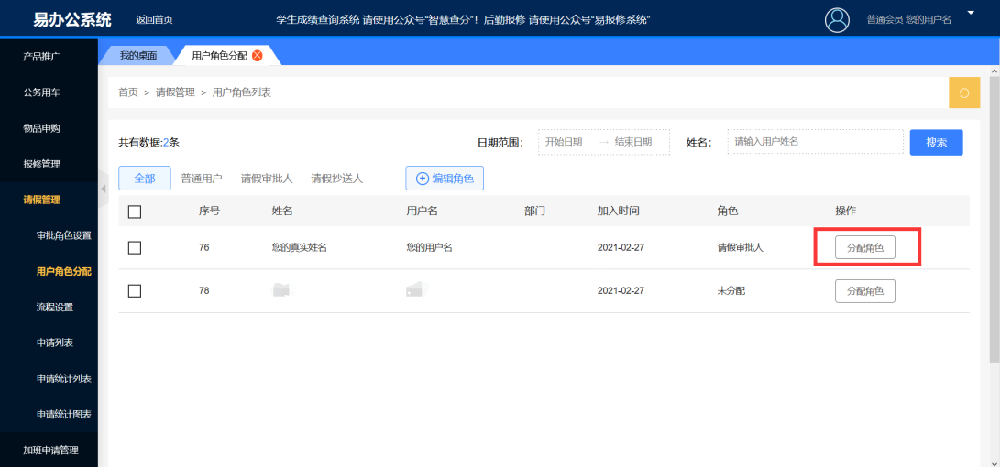 易办公系统 返回首页 学生成绩查询系统 请使用公众号“智慧查分”！后勤报修 请使用公众号“易报修系统” 普通会员 您的用户名
产品推广
公务用车
物品申购
报修管理
请假管理
审批角色设置
用户角色分配
流程设置
申请列表
申请统计列表
申请统计图表
加班申请管理
我的桌面 用户角色分配
首页 > 请假管理 > 用户角色列表
共有数据:2条 日期范围： 开始日期 → 结束日期 姓名： 请输入用户姓名 搜索
全部 普通用户 请假审批人 请假抄送人 编辑角色
序号 姓名 用户名 部门 加入时间 角色 操作
76 您的真实姓名 您的用户名 2021-02-27 请假审批人 分配角色
78 2021-02-27 未分配 分配角色